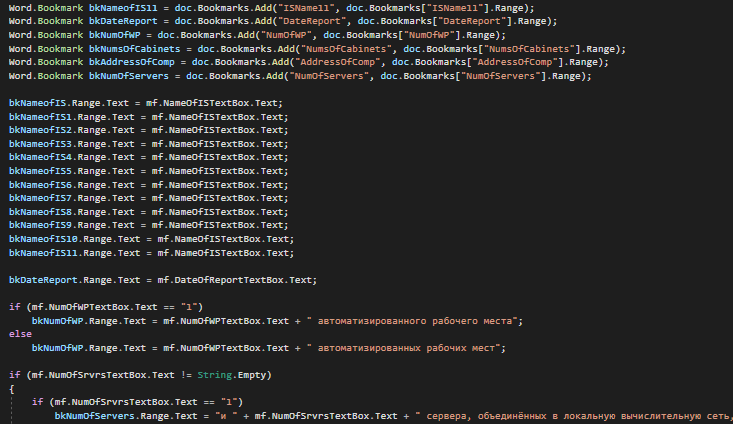 Word.Bookmark bkNameofIS11 = doc.Bookmarks.Add("ISName11", doc.Bookmarks["ISName11"].Range);
Word.Bookmark bkDateReport = doc.Bookmarks.Add("DateReport", doc.Bookmarks["DateReport"].Range);
Word.Bookmark bkNumOfWP = doc.Bookmarks.Add("NumOfWP", doc.Bookmarks["NumOfWP"].Range);
Word.Bookmark bkNumsOfCabinets = doc.Bookmarks.Add("NumsOfCabinets", doc.Bookmarks["NumsOfCabinets"].Range);
Word.Bookmark bkAddressOfComp = doc.Bookmarks.Add("AddressOfComp", doc.Bookmarks["AddressOfComp"].Range);
Word.Bookmark bkNumOfServers = doc.Bookmarks.Add("NumOfServers", doc.Bookmarks["NumOfServers"].Range);
bkNameofIS.Range.Text = mf.NameOfISTextBox.Text;
bkNameofIS1.Range.Text = mf.NameOfISTextBox.Text;
bkNameofIS2.Range.Text = mf.NameOfISTextBox.Text;
bkNameofIS3.Range.Text = mf.NameOfISTextBox.Text;
bkNameofIS4.Range.Text = mf.NameOfISTextBox.Text;
bkNameofIS5.Range.Text = mf.NameOfISTextBox.Text;
bkNameofIS6.Range.Text = mf.NameOfISTextBox.Text;
bkNameofIS7.Range.Text = mf.NameOfISTextBox.Text;
bkNameofIS8.Range.Text = mf.NameOfISTextBox.Text;
bkNameofIS9.Range.Text = mf.NameOfISTextBox.Text;
bkNameofIS10.Range.Text = mf.NameOfISTextBox.Text;
bkNameofIS11.Range.Text = mf.NameOfISTextBox.Text;
bkDateReport.Range.Text = mf.DateOfReportTextBox.Text;
if (mf.NumOfWPTextBox.Text == "1")
bkNumOfWP.Range.Text = mf.NumOfWPTextBox.Text + " автоматизированного рабочего места";
else
bkNumOfWP.Range.Text = mf.NumOfWPTextBox.Text + " автоматизированных рабочих мест";
if (mf.NumOfSrvrsTextBox.Text != String.Empty)
{
if (mf.NumOfSrvrsTextBox.Text == "1")
bkNumOfServers.Range.Text = "и " + mf.NumOfSrvrsTextBox.Text + " сервера, объединённых в локальную вычислительную сеть,